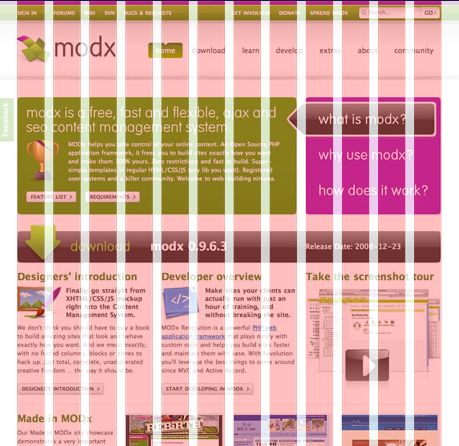 SIGN IN FORUMS WIKI SVN BUGS & REQUESTS GET INVOLVED DONATE SPREAD MODX Search... GO
modx
home download learn develop extras about community
Feedback
modx is a free, fast and flexible, ajax and
seo content management system.
MODx helps you take control of your online content. An Open Source PHP
application framework, it frees you to build sites exactly how you want
and make them 100% yours. Zero restrictions and fast to build. Super-
simple templates in regular HTML/CSS/JS (any lib you want). Registered
user systems and a killer community. Welcome to web-building nirvana.
FEATURE LIST > REQUIREMENTS >
what is modx?
why use modx?
how does it work?
download modx 0.9.6.3 Release Date: 2008-12-23
Designers' introduction
Finally, go straight from
XHTML/CSS/JS mockup
right into the Content
Management System.
We don't think you should have to buy a book
to build amazing sites that look and behave
exactly how you want. And we mean exactly,
with no fixed columns, blocks or ashes to
hack up. Just total, complete, unadulterated
creative freedom ... the way it should be.
DESIGNER'S INTRODUCTION >
Developer overview
Make sites your clients can
actually run with just an
hour of training, and
without breaking the site.
MODx Revolution is a powerful PHP web
application framework that plays nicely with
custom code and helps you build sites faster
and maintain them with ease. With Revolution
you'll leverage the best things to come around
since MVC and Active Record.
START DEVELOPING IN MODX >
Take the screenshot tour
Made in MODx
Our Made in MODx site showcase
demonstrates a very important
REBIRTH